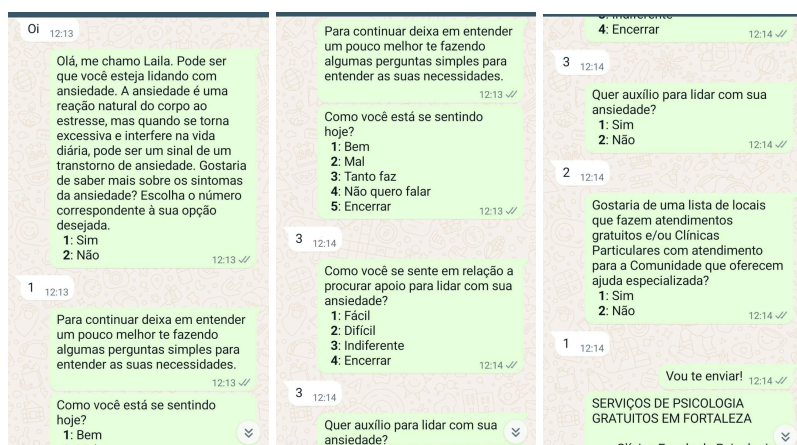 Oi 12:13
Olá, me chamo Laila. Pode ser
que você esteja lidando com
ansiedade. A ansiedade é uma
reação natural do corpo ao
estresse, mas quando se torna
excessiva e interfere na vida
diária, pode ser um sinal de um
transtorno de ansiedade. Gostaria
de saber mais sobre os sintomas
da ansiedade? Escolha o número
correspondente à sua opção
desejada.
1: Sim
2: Não
12:13
1 12:13
Para continuar deixa em entender
um pouco melhor te fazendo
algumas perguntas simples para
entender as suas necessidades.
12:13
Como você está se sentindo
hoje?
1: Bem
Para continuar deixa em entender
um pouco melhor te fazendo
algumas perguntas simples para
entender as suas necessidades.
12:13
Como você está se sentindo
hoje?
1: Bem
2: Mal
3: Tanto faz
4: Não quero falar
5: Encerrar
12:13
3 12:14
Como você se sente em relação a
procurar apoio para lidar com sua
ansiedade?
1: Fácil
2: Difícil
3: Indiferente
4: Encerrar
12:14
3 12:14
Quer auxílio para lidar com sua
ansiedade?
3: Indiferente
4: Encerrar
12:14
3 12:14
Quer auxílio para lidar com sua
ansiedade?
1: Sim
2: Não
12:14
2 12:14
Gostaria de uma lista de locais
que fazem atendimentos
gratuitos e/ou Clínicas
Particulares com atendimento
para a Comunidade que oferecem
ajuda especializada?
1: Sim
2: Não
12:14
1 12:14
Vou te enviar! 12:14
SERVIÇOS DE PSICOLOGIA
GRATUITOS EM FORTALEZA